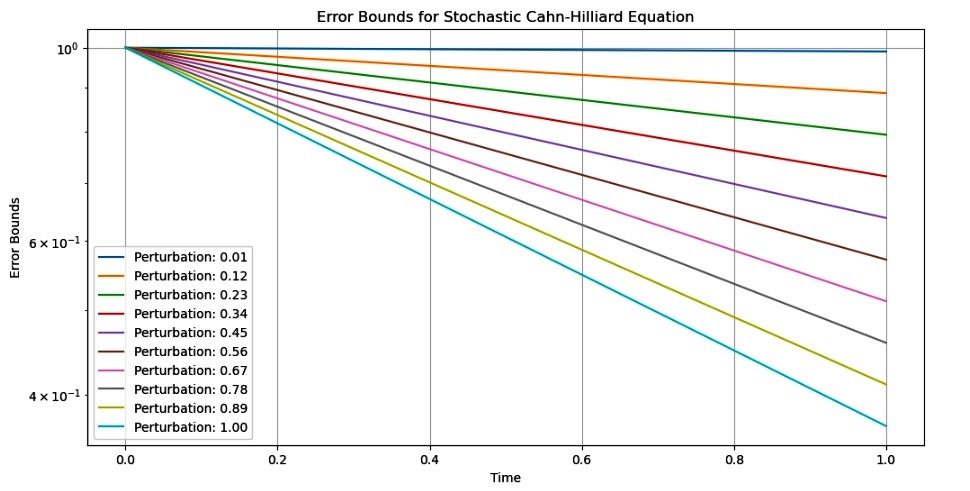 Error Bounds for Stochastic Cahn-Hilliard Equation
Error Bounds
10⁰
6 × 10⁻¹
4 × 10⁻¹
Perturbation: 0.01
Perturbation: 0.12
Perturbation: 0.23
Perturbation: 0.34
Perturbation: 0.45
Perturbation: 0.56
Perturbation: 0.67
Perturbation: 0.78
Perturbation: 0.89
Perturbation: 1.00
0.0 0.2 0.4 0.6 0.8 1.0
Time